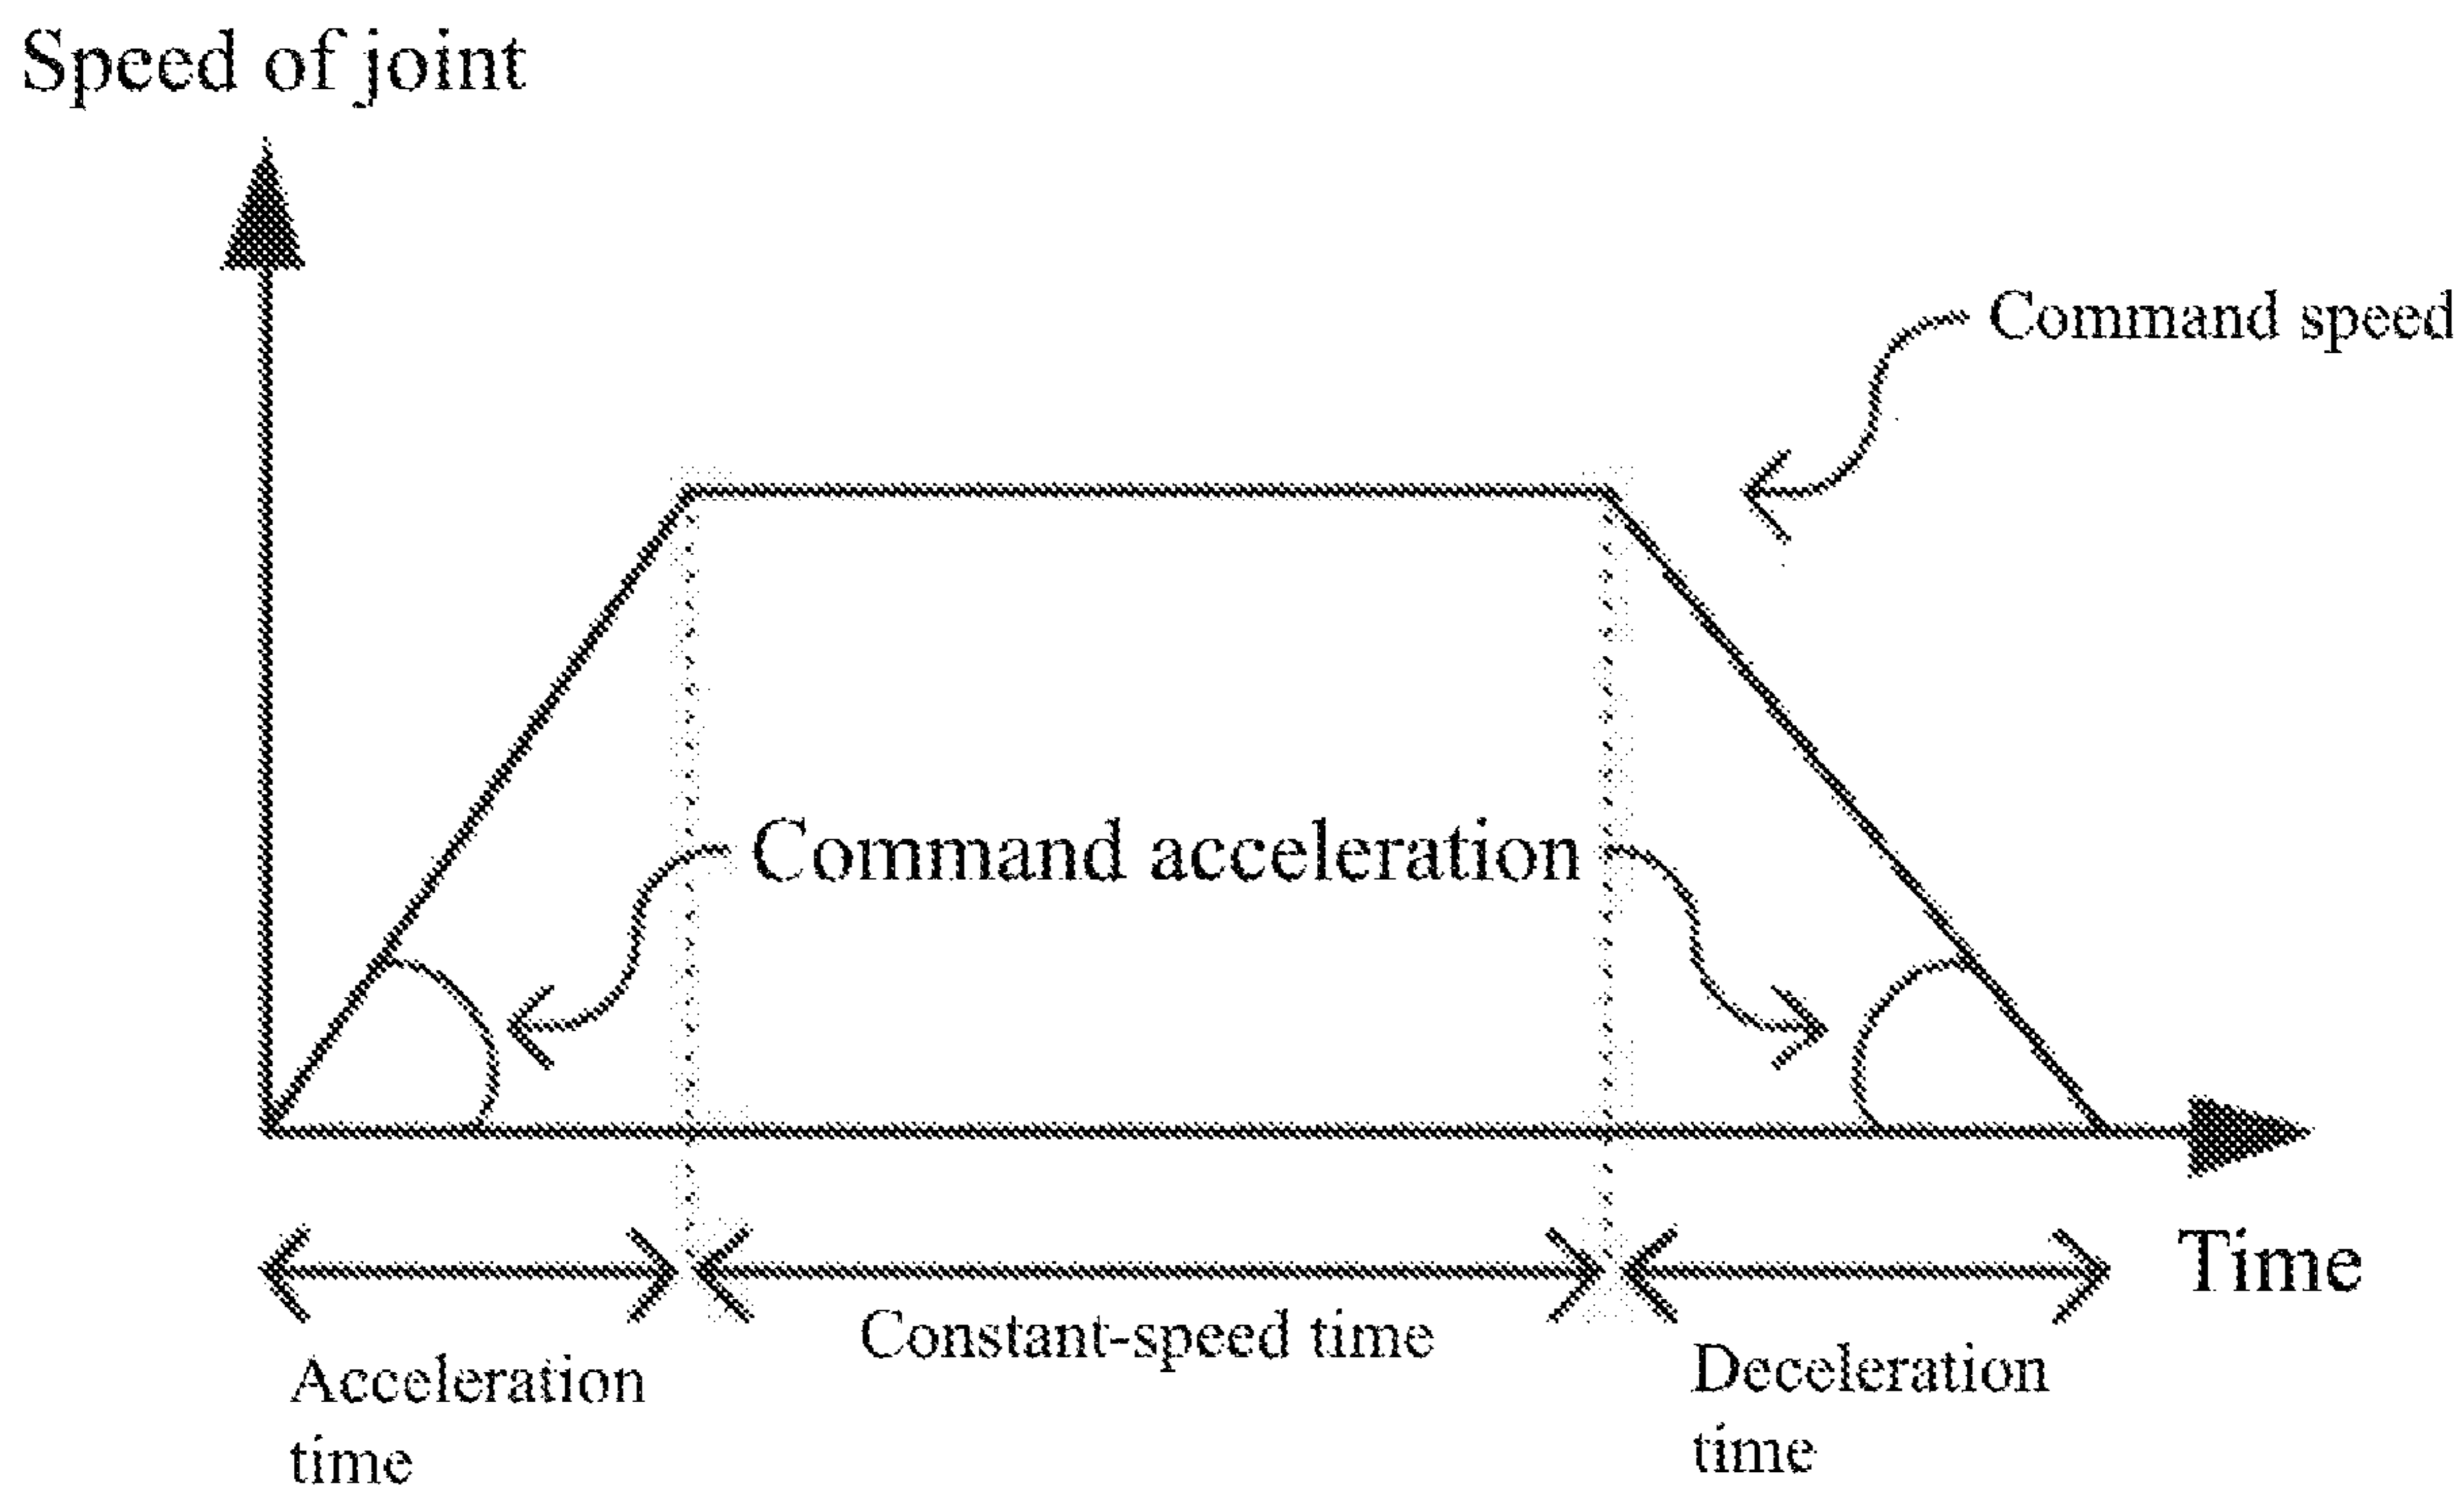 Speed of joint
Command speed
Command acceleration
Time
Constant-speed time
Acceleration
time
Deceleration
time